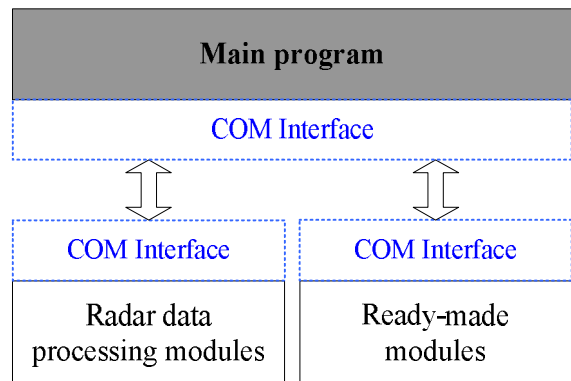 Main program
COM Interface
COM Interface
COM Interface
Radar data
processing modules
Ready-made
modules